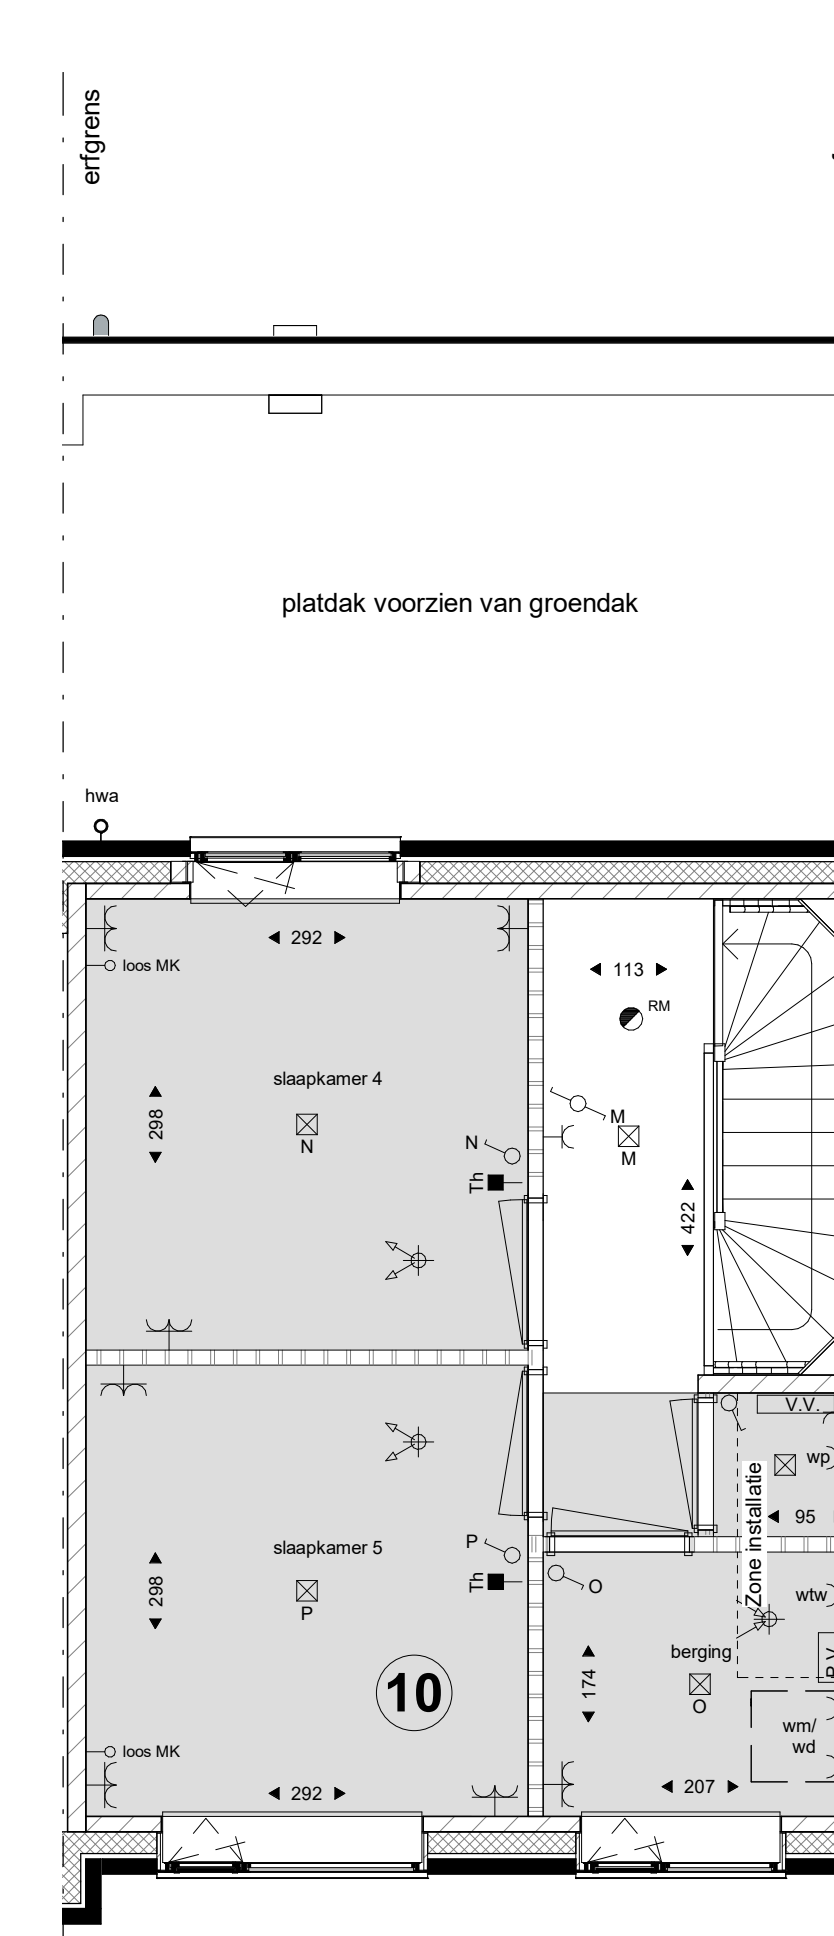 erfgrens
platdak voorzien van groendak
hwa
292
loos MK
113
RM
slaapkamer 4
298
N
N
Th
M
M
422
V.V.
wp
95
Zone installatie
slaapkamer 5
298
P
P
Th
O
wtw
berging
174
O
10
wm/
wd
loos MK
292
207